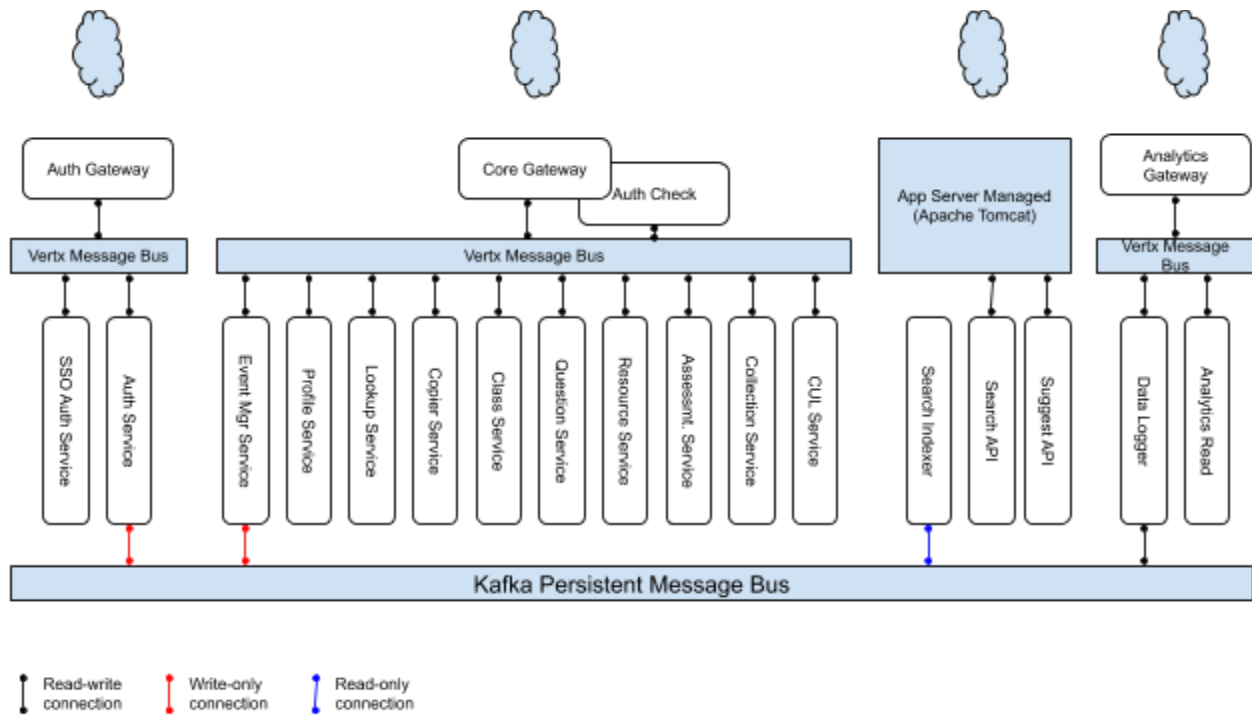 Auth Gateway
Core Gateway
Auth Check
App Server Managed
(Apache Tomcat)
Analytics
Gateway
Vertx Message Bus
Vertx Message Bus
Vertx Message
Bus
SSO Auth Service
Auth Service
Event Mgr Service
Profile Service
Lookup Service
Copier Service
Class Service
Question Service
Resource Service
Assessmt. Service
Collection Service
CUL Service
Search Indexer
Search API
Suggest API
Data Logger
Analytics Read
Kafka Persistent Message Bus
Read-write
connection
Write-only
connection
Read-only
connection